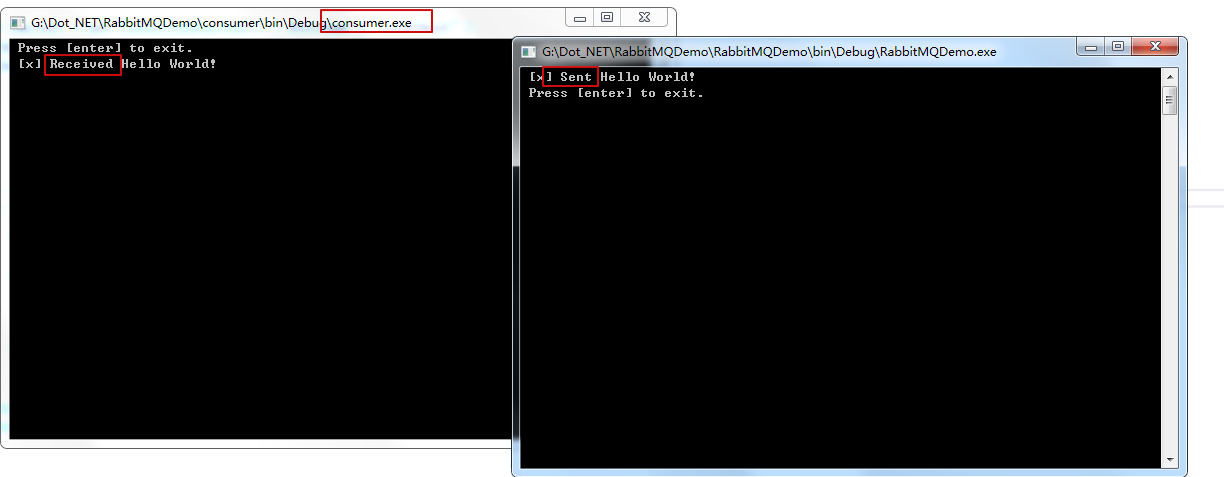 G:\Dot_NET\RabbitMQDemo\consumer\bin\Debug\consumer.exe
Press [enter] to exit.
[x] Received Hello World!
G:\Dot_NET\RabbitMQDemo\RabbitMQDemo\bin\Debug\RabbitMQDemo.exe
[x] Sent Hello World!
Press [enter] to exit.